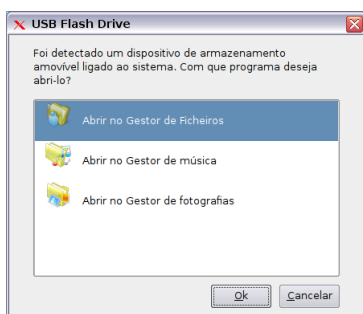 USB Flash Drive
Foi detectado um dispositivo de armazenamento
amovível ligado ao sistema. Com que programa deseja
abri-lo?
Abrir no Gestor de Ficheiros
Abrir no Gestor de música
Abrir no Gestor de fotografias
Ok
Cancelar